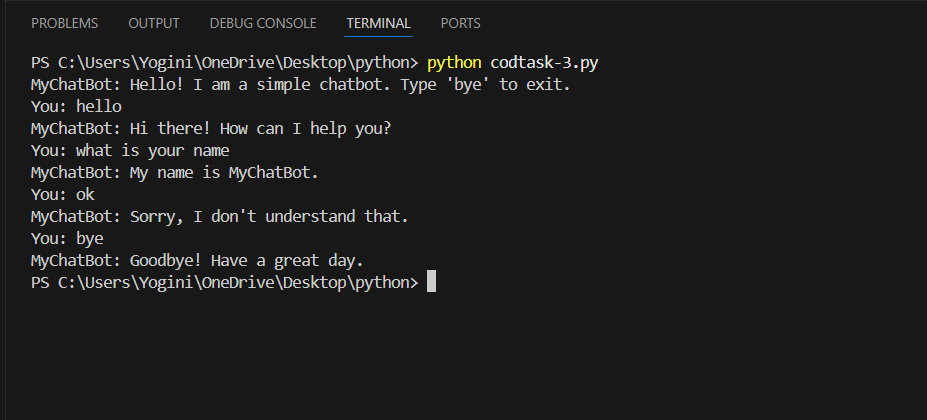 PROBLEMS OUTPUT DEBUG CONSOLE TERMINAL PORTS
PS C:\Users\Yogini\OneDrive\Desktop\python> python codtask-3.py
MyChatBot: Hello! I am a simple chatbot. Type 'bye' to exit.
You: hello
MyChatBot: Hi there! How can I help you?
You: what is your name
MyChatBot: My name is MyChatBot.
You: ok
MyChatBot: Sorry, I don't understand that.
You: bye
MyChatBot: Goodbye! Have a great day.
PS C:\Users\Yogini\OneDrive\Desktop\python>